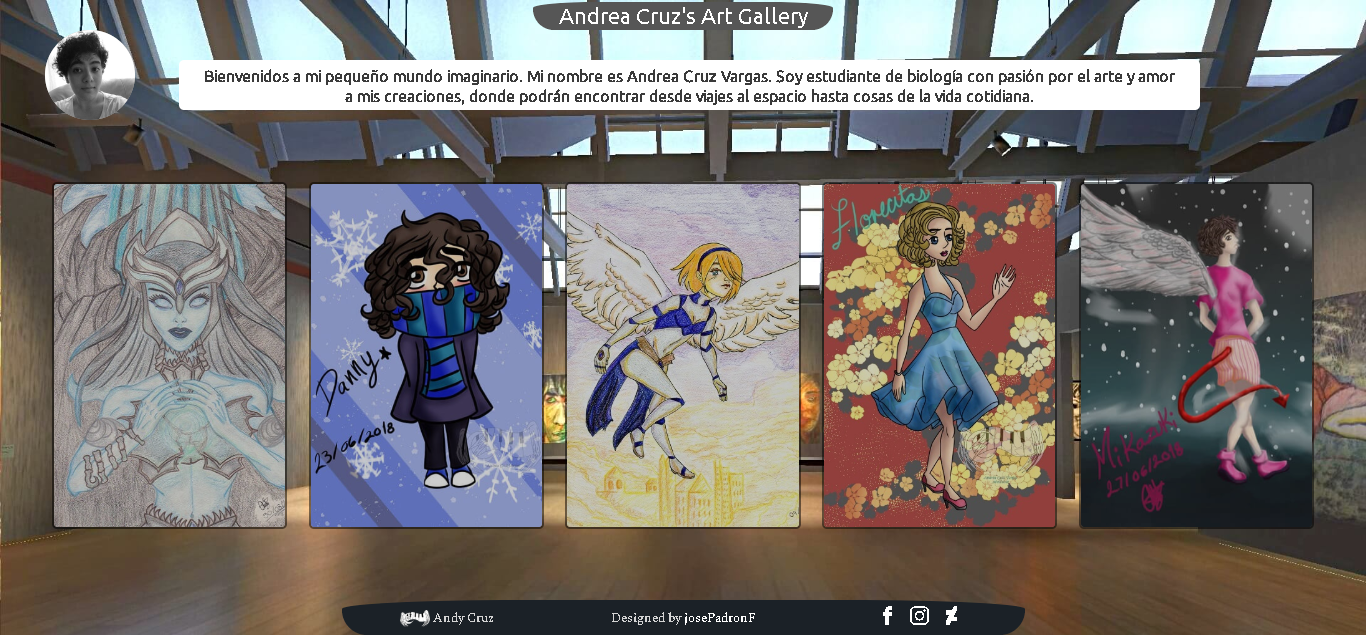 Andrea Cruz's Art Gallery
Bienvenidos a mi pequeño mundo imaginario. Mi nombre es Andrea Cruz Vargas. Soy estudiante de biología con pasión por el arte y amor
a mis creaciones, donde podrán encontrar desde viajes al espacio hasta cosas de la vida cotidiana.
Danny
23/06/2018
Florecitas
Mikaski
27/06/2018
Andy Cruz
Designed by josePadronF